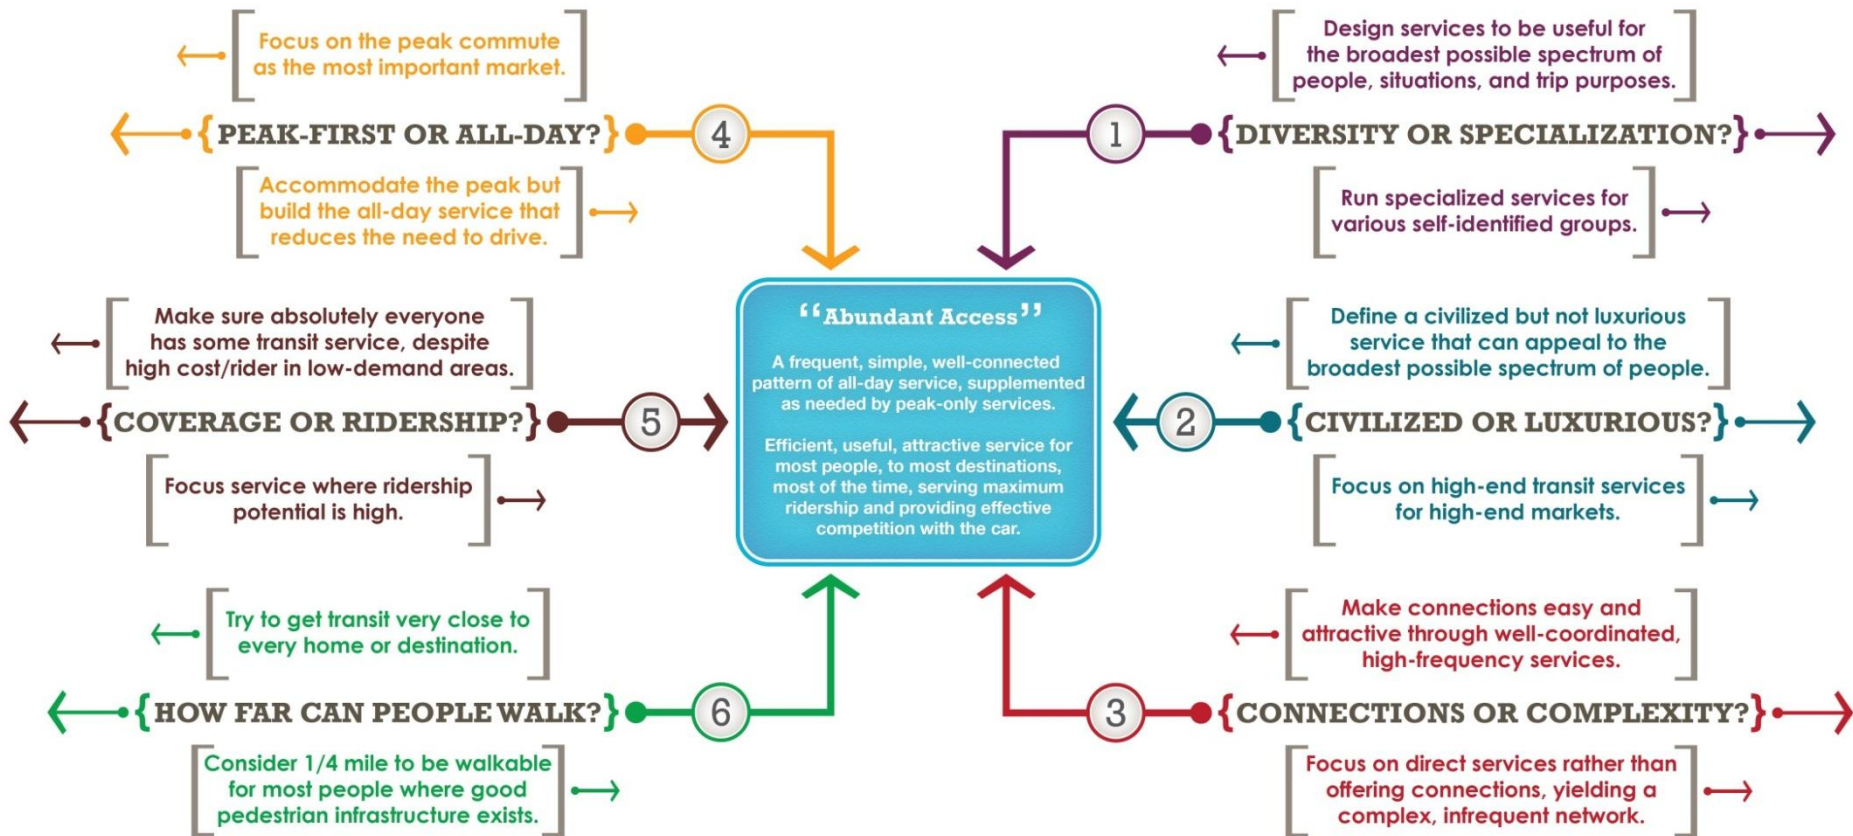 Focus on the peak commute
as the most important market.
4
{PEAK-FIRST OR ALL-DAY?}
Accommodate the peak but
build the all-day service that
reduces the need to drive.
Design services to be useful for
the broadest possible spectrum of
people, situations, and trip purposes.
1
{DIVERSITY OR SPECIALIZATION?}
Run specialized services for
various self-identified groups.
Make sure absolutely everyone
has some transit service, despite
high cost/rider in low-demand areas.
{COVERAGE OR RIDERSHIP?}
5
Focus service where ridership
potential is high.
“Abundant Access”
A frequent, simple, well-connected
pattern of all-day service, supplemented
as needed by peak-only services.
Efficient, useful, attractive service for
most people, to most destinations,
most of the time, serving maximum
ridership and providing effective
competition with the car.
Define a civilized but not luxurious
service that can appeal to the
broadest possible spectrum of people.
2
{CIVILIZED OR LUXURIOUS?}
Focus on high-end transit services
for high-end markets.
Try to get transit very close to
every home or destination.
{HOW FAR CAN PEOPLE WALK?}
6
Consider 1/4 mile to be walkable
for most people where good
pedestrian infrastructure exists.
Make connections easy and
attractive through well-coordinated,
high-frequency services.
3
{CONNECTIONS OR COMPLEXITY?}
Focus on direct services rather than
offering connections, yielding a
complex, infrequent network.